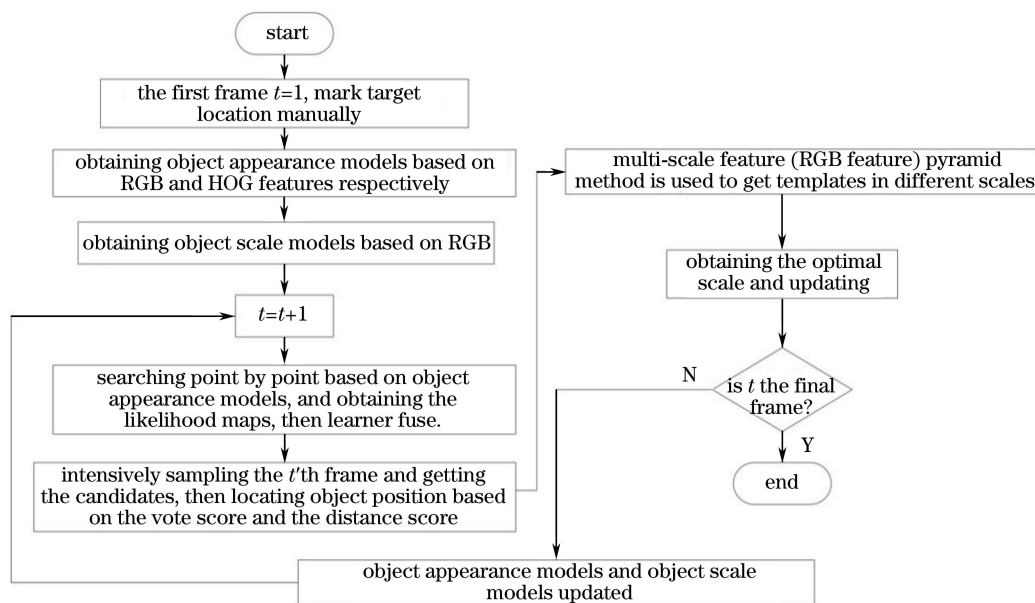 start
the first frame t=1, mark target
location manually
obtaining object appearance models based on
RGB and HOG features respectively
obtaining object scale models based on RGB
t=t+1
searching point by point based on object
appearance models, and obtaining the
likelihood maps, then learner fuse.
intensively sampling the t'th frame and getting
the candidates, then locating object position based
on the vote score and the distance score
multi-scale feature (RGB feature) pyramid
method is used to get templates in different scales
obtaining the optimal
scale and updating
is t the final
frame?
N
Y
end
object appearance models and object scale
models updated